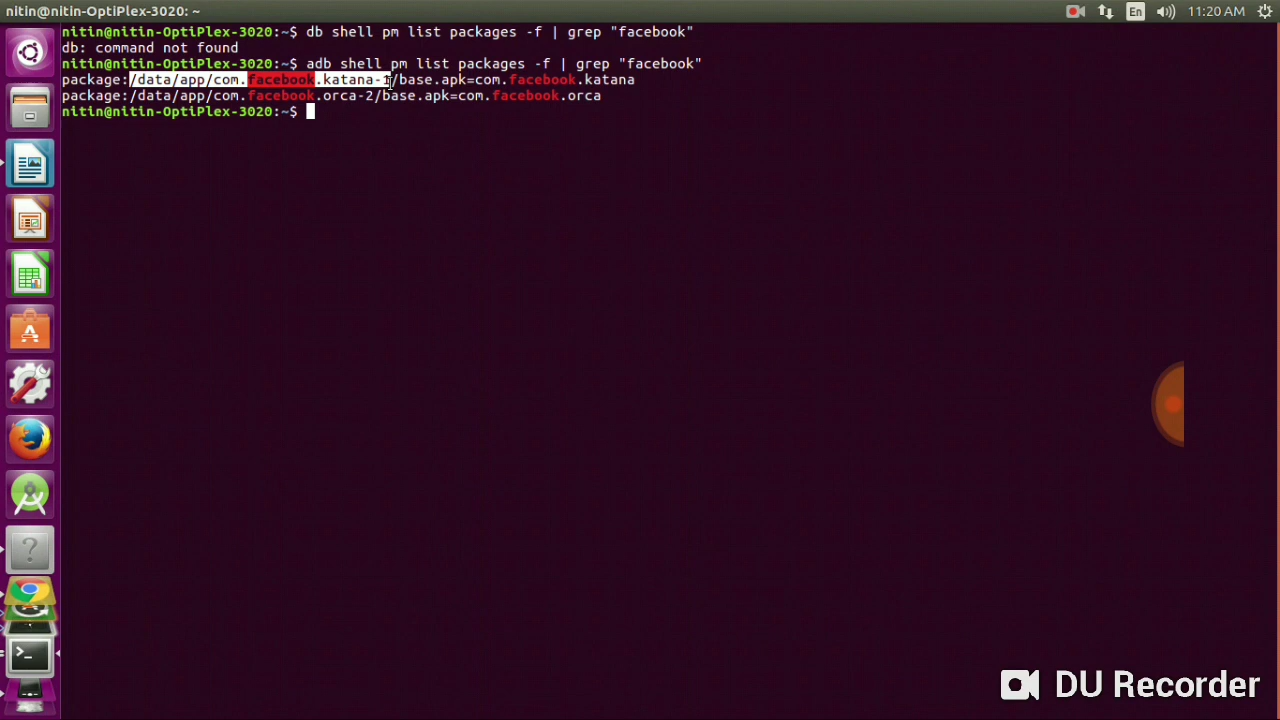 nitin@nitin-OptiPlex-3020: ~
En
11:20 AM
nitin@nitin-OptiPlex-3020:~$ db shell pm list packages -f | grep "facebook"
db: command not found
nitin@nitin-OptiPlex-3020:~$ adb shell pm list packages -f | grep "facebook"
package:/data/app/com.facebook.katana-1/base.apk=com.facebook.katana
package:/data/app/com.facebook.orca-2/base.apk=com.facebook.orca
nitin@nitin-OptiPlex-3020:~$
DU Recorder